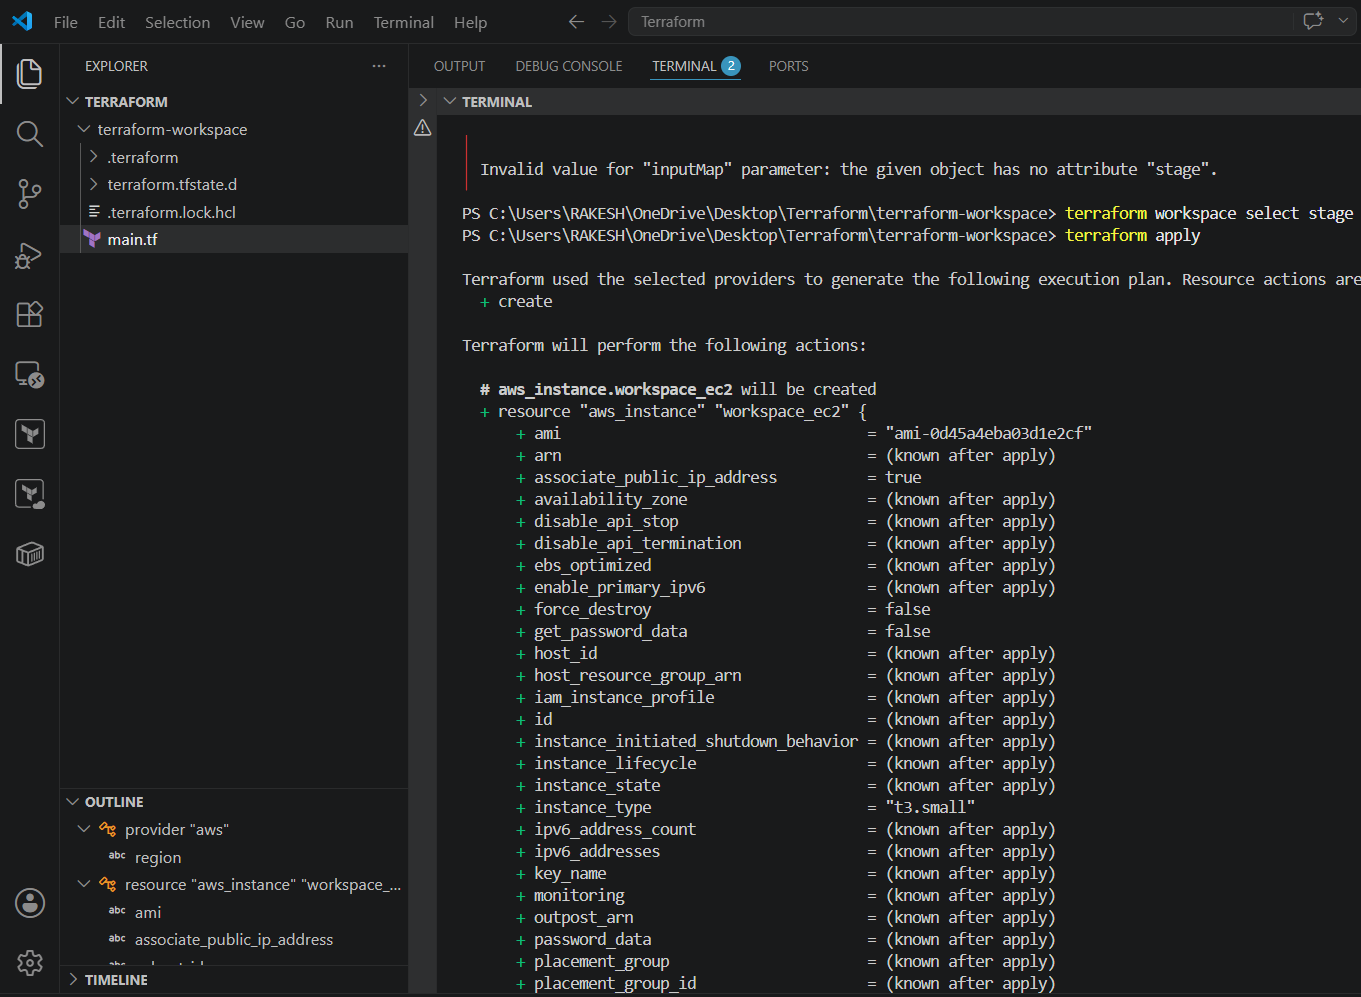 File Edit Selection View Go Run Terminal Help
Terraform
EXPLORER
TERRAFORM
terraform-workspace
.terraform
terraform.tfstate.d
.terraform.lock.hcl
main.tf
OUTLINE
provider "aws"
abc region
resource "aws_instance" "workspace_...
abc ami
abc associate_public_ip_address
TIMELINE
OUTPUT DEBUG CONSOLE TERMINAL 2 PORTS
TERMINAL
Invalid value for "inputMap" parameter: the given object has no attribute "stage".
PS C:\Users\RAKESH\OneDrive\Desktop\Terraform\terraform-workspace> terraform workspace select stage
PS C:\Users\RAKESH\OneDrive\Desktop\Terraform\terraform-workspace> terraform apply
Terraform used the selected providers to generate the following execution plan. Resource actions are
+ create
Terraform will perform the following actions:
# aws_instance.workspace_ec2 will be created
+ resource "aws_instance" "workspace_ec2" {
+ ami = "ami-0d45a4eba03d1e2cf"
+ arn = (known after apply)
+ associate_public_ip_address = true
+ availability_zone = (known after apply)
+ disable_api_stop = (known after apply)
+ disable_api_termination = (known after apply)
+ ebs_optimized = (known after apply)
+ enable_primary_ipv6 = (known after apply)
+ force_destroy = false
+ get_password_data = false
+ host_id = (known after apply)
+ host_resource_group_arn = (known after apply)
+ iam_instance_profile = (known after apply)
+ id = (known after apply)
+ instance_initiated_shutdown_behavior = (known after apply)
+ instance_lifecycle = (known after apply)
+ instance_state = (known after apply)
+ instance_type = "t3.small"
+ ipv6_address_count = (known after apply)
+ ipv6_addresses = (known after apply)
+ key_name = (known after apply)
+ monitoring = (known after apply)
+ outpost_arn = (known after apply)
+ password_data = (known after apply)
+ placement_group = (known after apply)
+ placement_group_id = (known after apply)